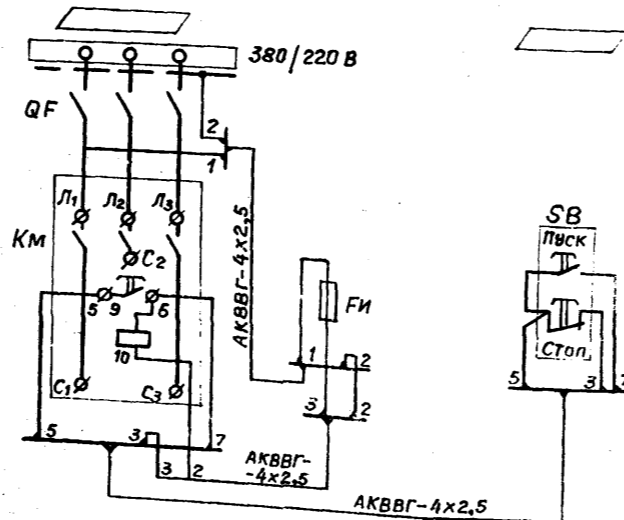 380/220 В
QF
2
1
Л1
Л2
Л3
Км
С2
5
9
6
10
С1
С3
АКВВГ-4х2,5
FИ
1
2
3
2
SB
Пуск
Стоп
5
3
7
5
3
7
3
2
АКВВГ-
-4х2,5
АКВВГ-4х2,5